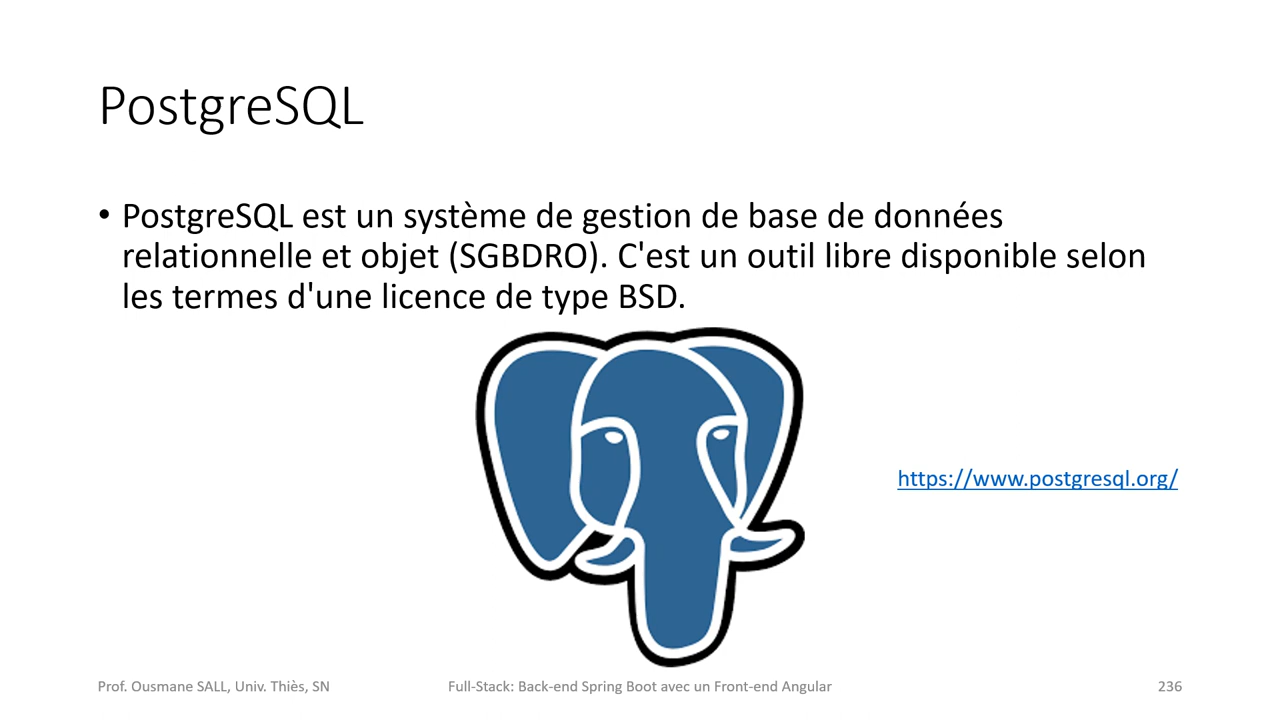 PostgreSQL
• PostgreSQL est un système de gestion de base de données
relationnelle et objet (SGBDRO). C'est un outil libre disponible selon
les termes d'une licence de type BSD.
https://www.postgresql.org/
Prof. Ousmane SALL, Univ. Thiès, SN
Full-Stack: Back-end Spring Boot avec un Front-end Angular
236